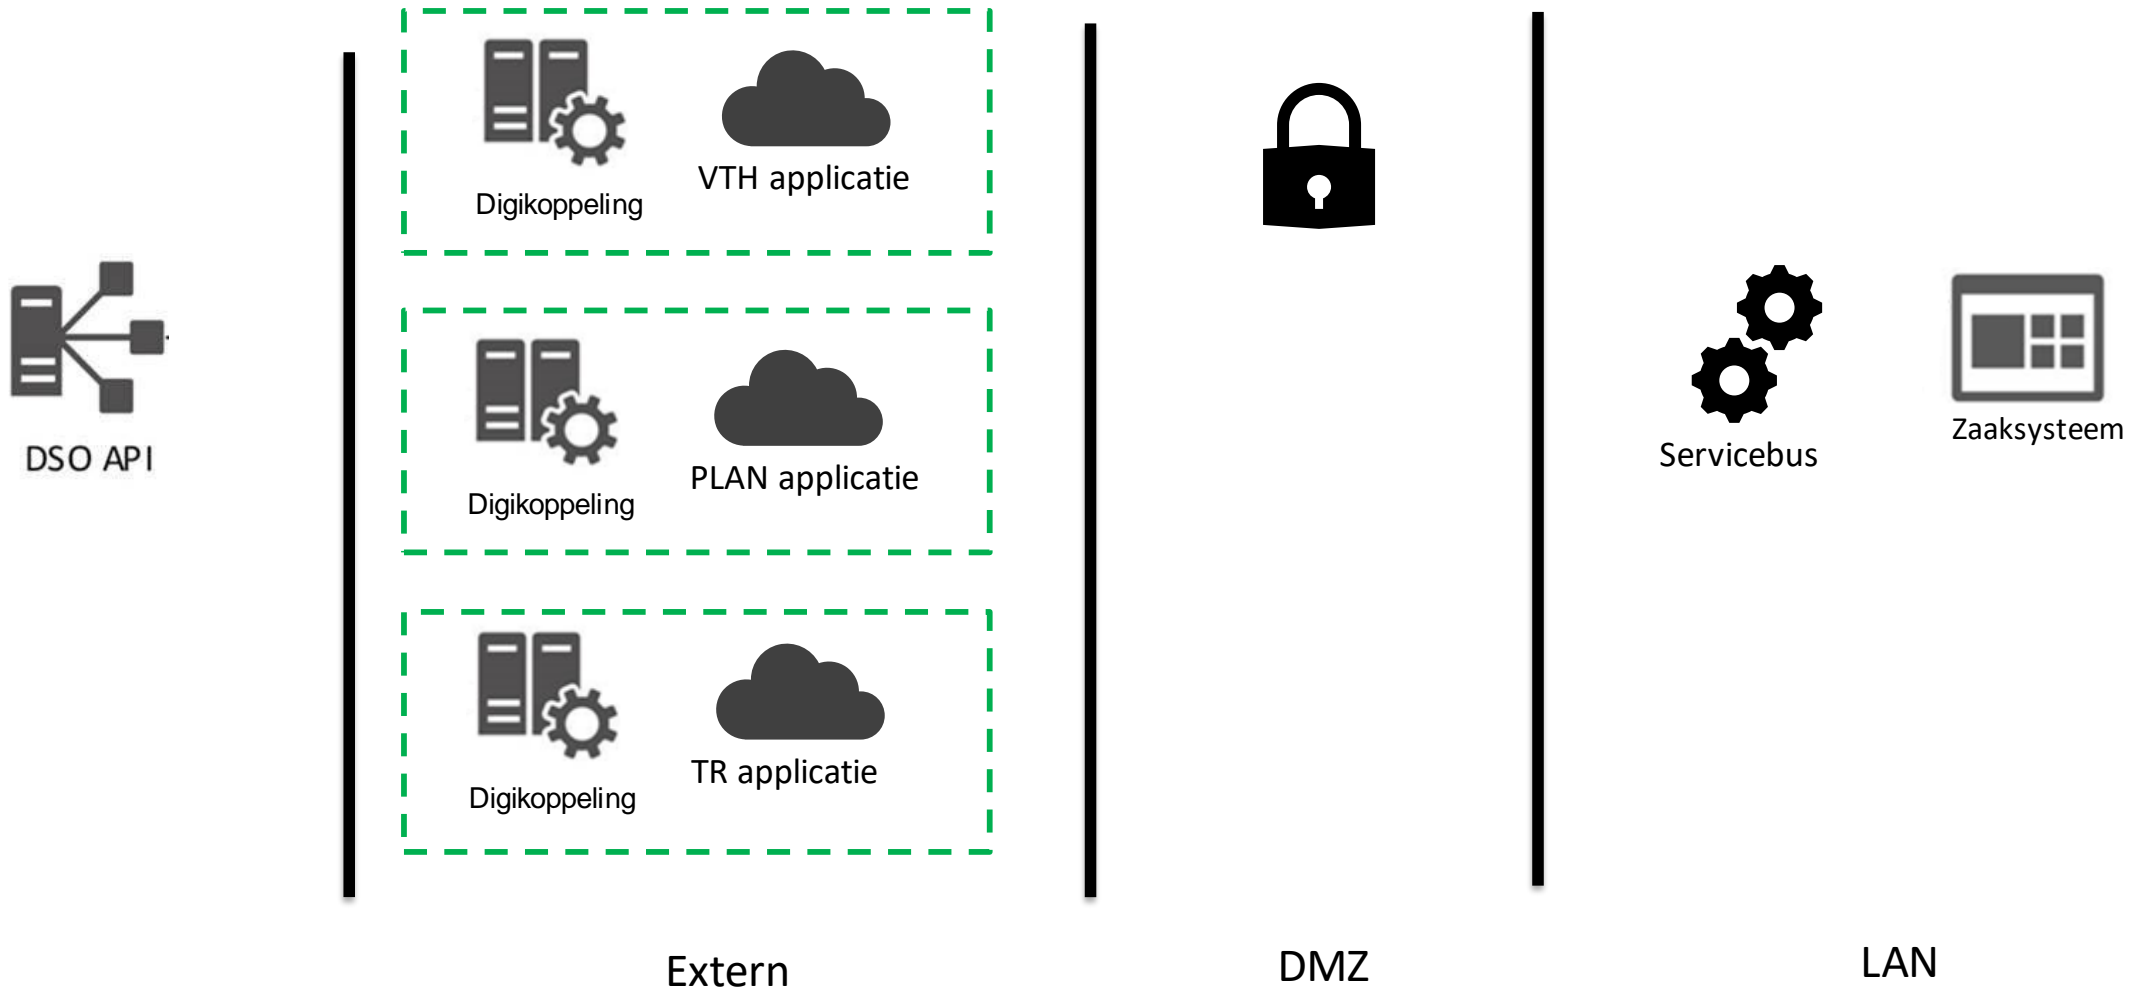 DSO API
Digikoppeling
VTH applicatie
Digikoppeling
PLAN applicatie
Digikoppeling
TR applicatie
Servicebus
Zaaksysteem
Extern
DMZ
LAN